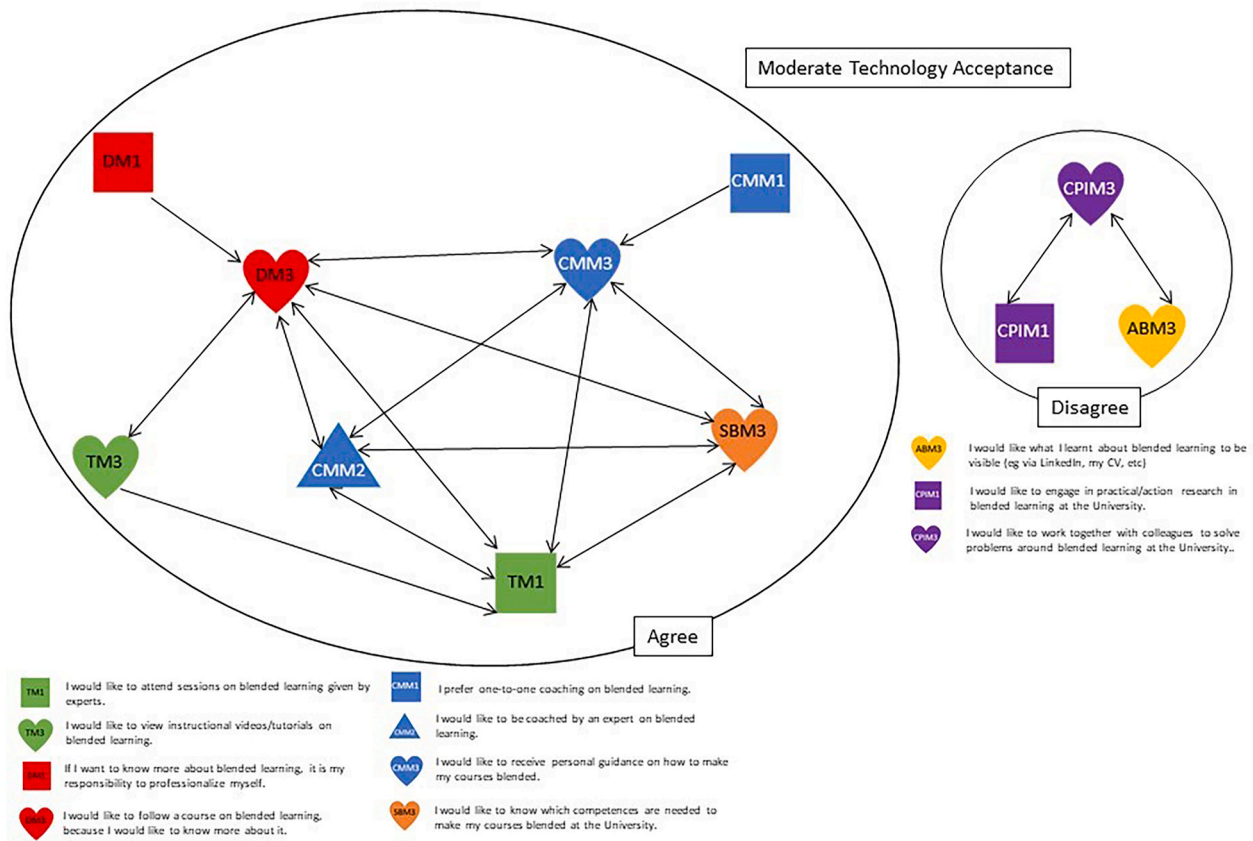 Moderate Technology Acceptance
DM1
CMM1
CPIM3
DM3
CMM3
CPIM1
ABM3
Disagree
SBM3
TM3
CMM2
TM1
Agree
ABM3
I would like what I learnt about blended learning to be
visible (eg via LinkedIn, my CV, etc)
CPIM1
I would like to engage in practical/action research in
blended learning at the University.
CPIM3
I would like to work together with colleagues to solve
problems around blended learning at the University..
TM1
I would like to attend sessions on blended learning given by
experts.
TM3
I would like to view instructional videos/tutorials on
blended learning.
DM1
If I want to know more about blended learning, it is my
responsibility to professionalize myself.
DM3
I would like to follow a course on blended learning,
because I would like to know more about it.
CMM1
I prefer one-to-one coaching on blended learning.
CMM2
I would like to be coached by an expert on blended
learning.
CMM3
I would like to receive personal guidance on how to make
my courses blended.
SBM3
I would like to know which competences are needed to
make my courses blended at the University.